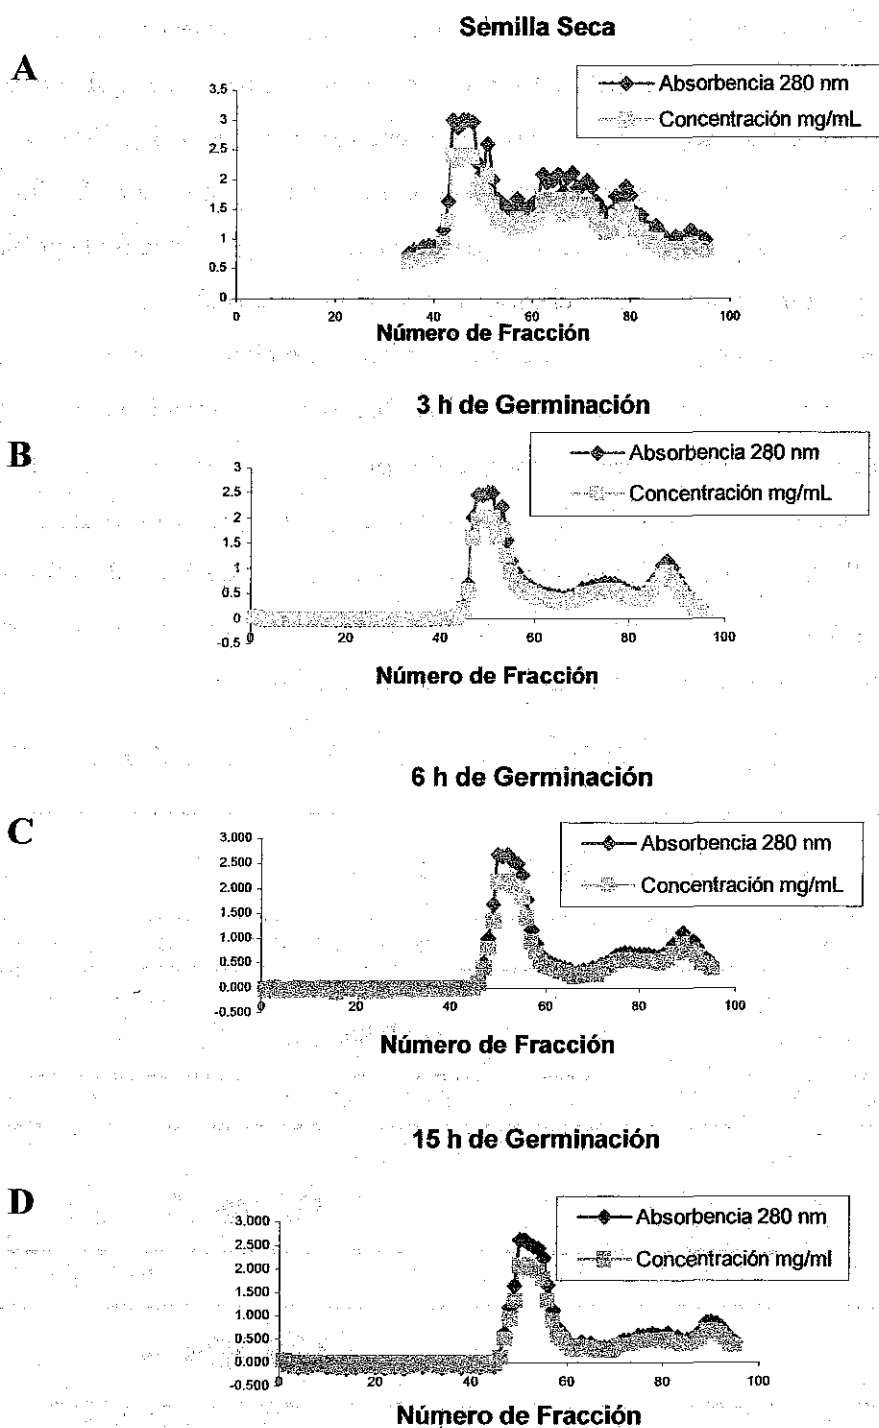 Semilla Seca
A
Absorbencia 280 nm
Concentración mg/mL
3.5
3
2.5
2
1.5
1
0.5
0
0 20 40 60 80 100
Número de Fracción
3 h de Germinación
B
Absorbencia 280 nm
Concentración mg/mL
3
2.5
2
1.5
1
0.5
0
-0.5
0 20 40 60 80 100
Número de Fracción
6 h de Germinación
C
Absorbencia 280 nm
Concentración mg/mL
3.000
2.500
2.000
1.500
1.000
0.500
0.000
-0.500
0 20 40 60 80 100
Número de Fracción
15 h de Germinación
D
Absorbencia 280 nm
Concentración mg/ml
3.000
2.500
2.000
1.500
1.000
0.500
0.000
-0.500
0 20 40 60 80 100
Número de Fracción